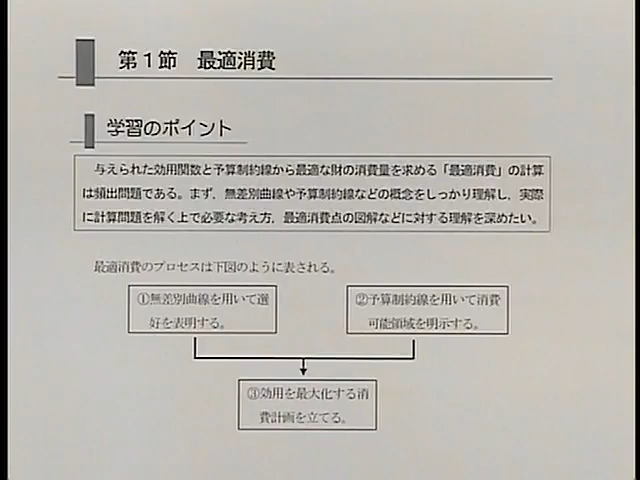 第1節　最適消費
学習のポイント
与えられた効用関数と予算制約線から最適な財の消費量を求める「最適消費」の計算
は頻出問題である。まず，無差別曲線や予算制約線などの概念をしっかり理解し，実際
に計算問題を解く上で必要な考え方，最適消費点の図解などに対する理解を深めたい。
最適消費のプロセスは下図のように表される。
①無差別曲線を用いて選
好を表明する。
②予算制約線を用いて消費
可能領域を明示する。
③効用を最大化する消
費計画を立てる。